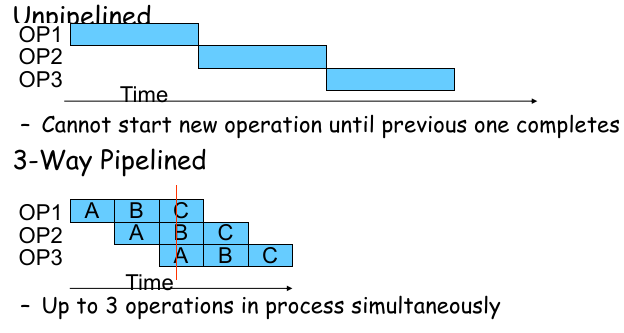 Unpipelined
OP1
OP2
OP3
Time
– Cannot start new operation until previous one completes
3-Way Pipelined
OP1 A B C
OP2 A B C
OP3 A B C
Time
– Up to 3 operations in process simultaneously